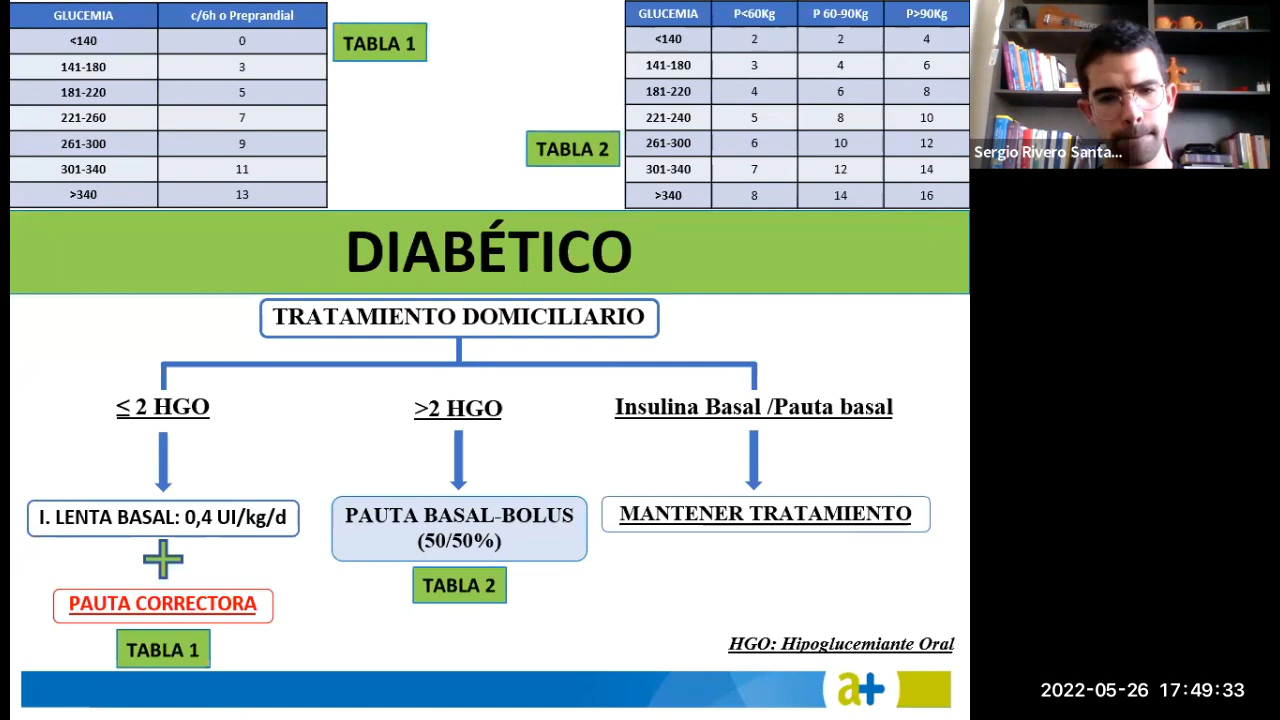 GLUCEMIA c/6h o Preprandial
<140 0
141-180 3
181-220 5
221-260 7
261-300 9
301-340 11
>340 13
TABLA 1
GLUCEMIA P<60Kg P 60-90Kg P>90Kg
<140 2 2 4
141-180 3 4 6
181-220 4 6 8
221-240 5 8 10
261-300 6 10 12
301-340 7 12 14
>340 8 14 16
TABLA 2
Sergio Rivero Santa...
DIABÉTICO
TRATAMIENTO DOMICILIARIO
≤ 2 HGO
>2 HGO
Insulina Basal /Pauta basal
I. LENTA BASAL: 0,4 UI/kg/d
PAUTA BASAL-BOLUS
(50/50%)
MANTENER TRATAMIENTO
PAUTA CORRECTORA
TABLA 2
TABLA 1
HGO: Hipoglucemiante Oral
a+
2022-05-26 17:49:33